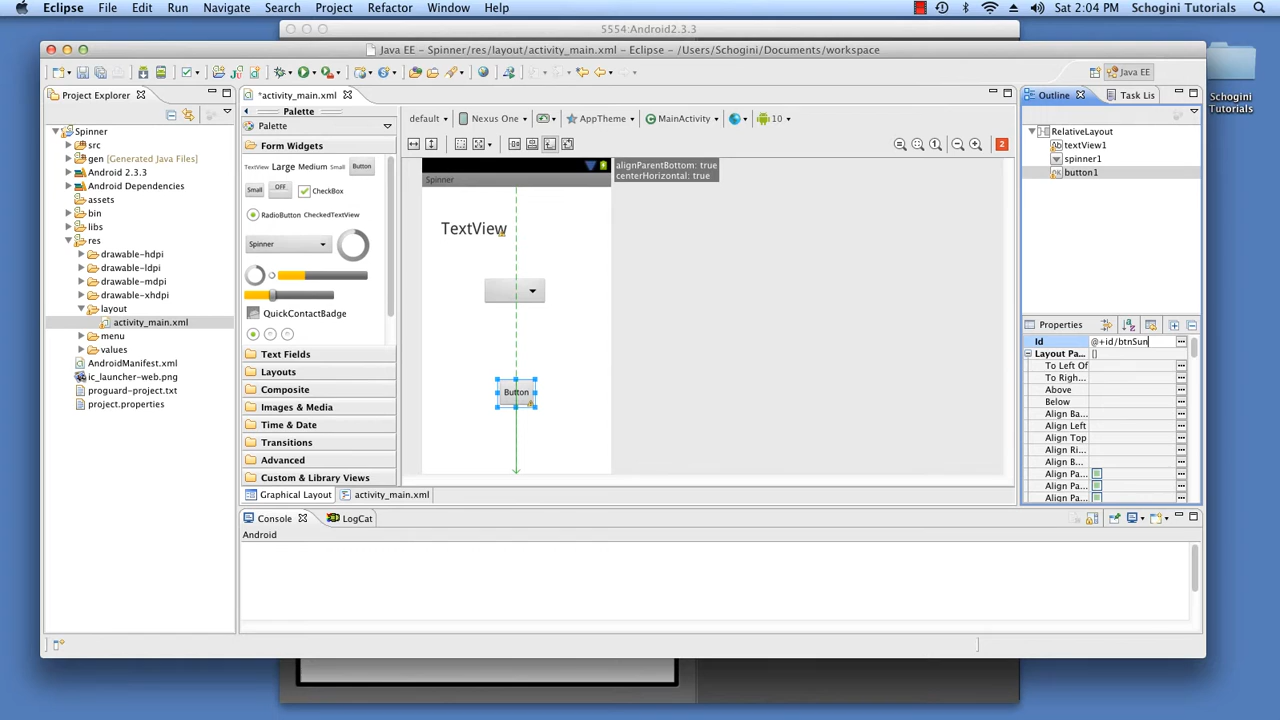 Eclipse File Edit Run Navigate Search Project Refactor Window Help Sat 2:04 PM Schogini Tutorials
5554:Android2.3.3
Java EE - Spinner/res/layout/activity_main.xml - Eclipse - /Users/Schogini/Documents/workspace
Java EE
Project Explorer
*activity_main.xml
Outline
Task Lis
Schogini
Tutorials
Palette
Palette
Form Widgets
TextView Large Medium Small Button
Small OFF CheckBox
RadioButton CheckedTextView
Spinner
QuickContactBadge
Text Fields
Layouts
Composite
Images & Media
Time & Date
Transitions
Advanced
Custom & Library Views
default
Nexus One
AppTheme
MainActivity
10
2
Spinner
src
gen [Generated Java Files]
Android 2.3.3
Android Dependencies
assets
bin
libs
res
drawable-hdpi
drawable-ldpi
drawable-mdpi
drawable-xhdpi
layout
activity_main.xml
menu
values
AndroidManifest.xml
ic_launcher-web.png
proguard-project.txt
project.properties
Spinner
alignParentBottom: true
centerHorizontal: true
TextView
Button
RelativeLayout
textView1
spinner1
button1
Properties
Id @+id/btnSun
Layout Pa... []
To Left Of
To Righ...
Above
Below
Align Ba...
Align Left
Align Top
Align Ri...
Align B...
Align Pa...
Align Pa...
Align Pa...
Graphical Layout
activity_main.xml
Console
LogCat
Android